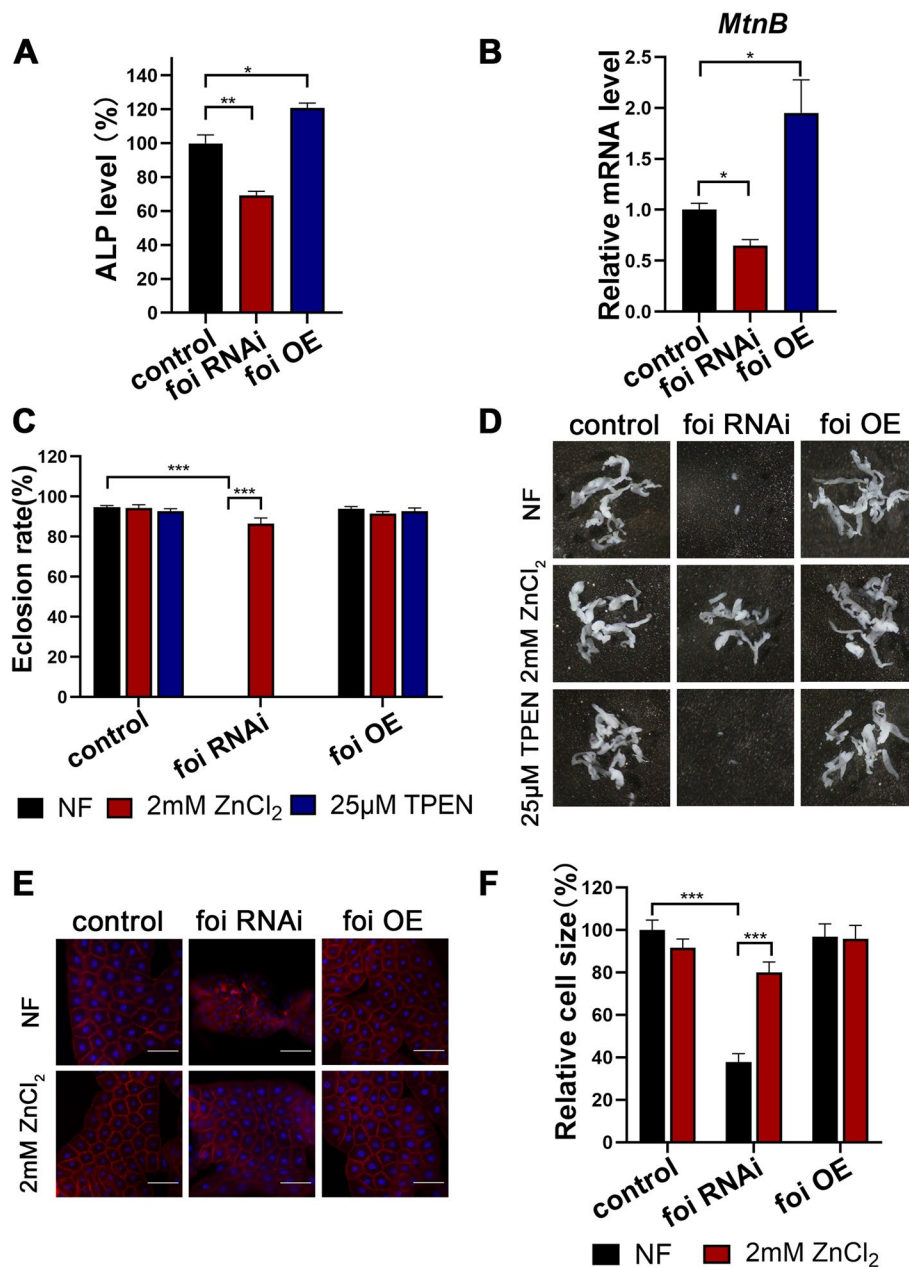 A
ALP level (%)
140
120
100
80
60
40
20
0
*
**
control
foi RNAi
foi OE
B
MtnB
Relative mRNA level
2.5
2.0
1.5
1.0
0.5
0.0
*
*
control
foi RNAi
foi OE
C
Eclosion rate(%)
120
100
80
60
40
20
0
***
***
control
foi RNAi
foi OE
NF 2mM ZnCl₂ 25μM TPEN
D
control foi RNAi foi OE
NF
2mM ZnCl₂
25μM TPEN
E
control foi RNAi foi OE
NF
2mM ZnCl₂
F
Relative cell size(%)
120
100
80
60
40
20
0
***
***
control
foi RNAi
foi OE
NF 2mM ZnCl₂